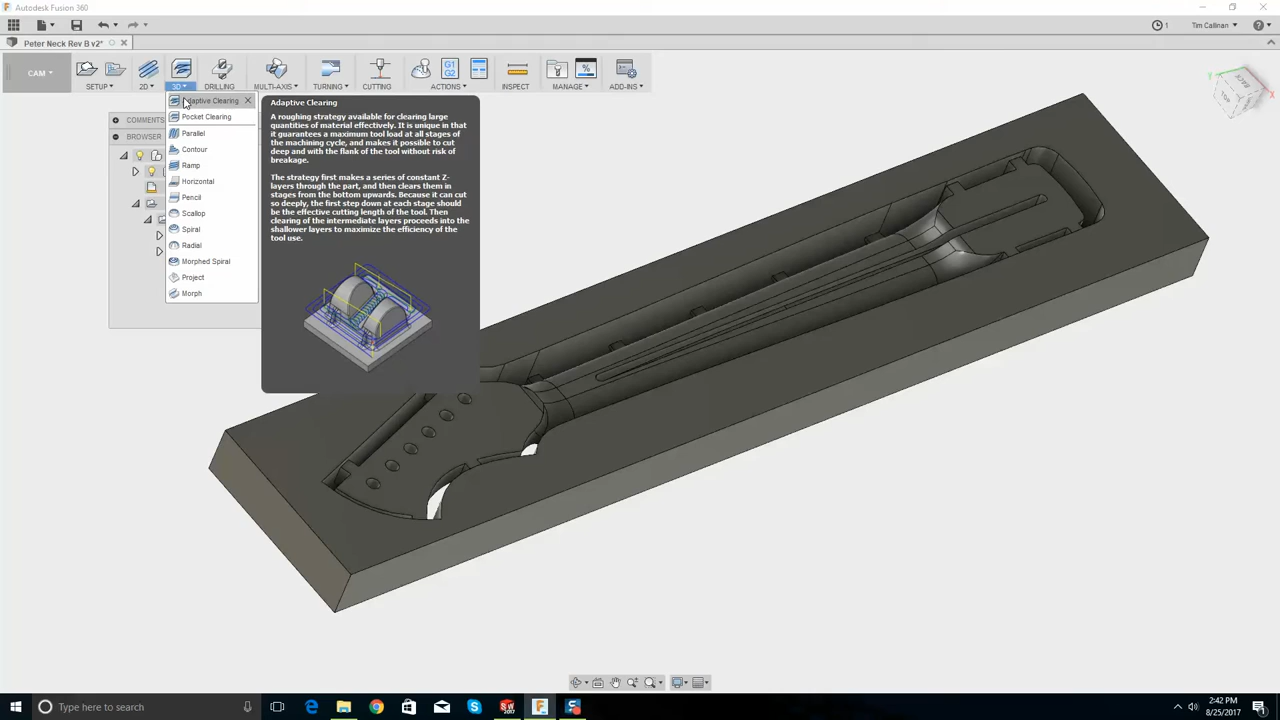 Autodesk Fusion 360
Tim Callinan
Peter Neck Rev B v2*
CAM
SETUP
2D
3D
DRILLING
MULTI-AXIS
TURNING
CUTTING
G1
G2
ACTIONS
INSPECT
%
MANAGE
ADD-INS
COMMENTS
BROWSER
Adaptive Clearing
Pocket Clearing
Parallel
Contour
Ramp
Horizontal
Pencil
Scallop
Spiral
Radial
Morphed Spiral
Project
Morph
Adaptive Clearing
A roughing strategy available for clearing large
quantities of material effectively. It is unique in that
it guarantees a maximum tool load at all stages of
the machining cycle, and makes it possible to cut
deep and with the flank of the tool without risk of
breakage.
The strategy first makes a series of constant Z-
layers through the part, and then clears them in
stages from the bottom upwards. Because it can cut
so deeply, the first step down at each stage should
be the effective cutting length of the tool. Then
clearing of the intermediate layers proceeds into the
shallower layers to maximize the efficiency of the
tool use.
TOP
Type here to search
2:42 PM
8/25/2017